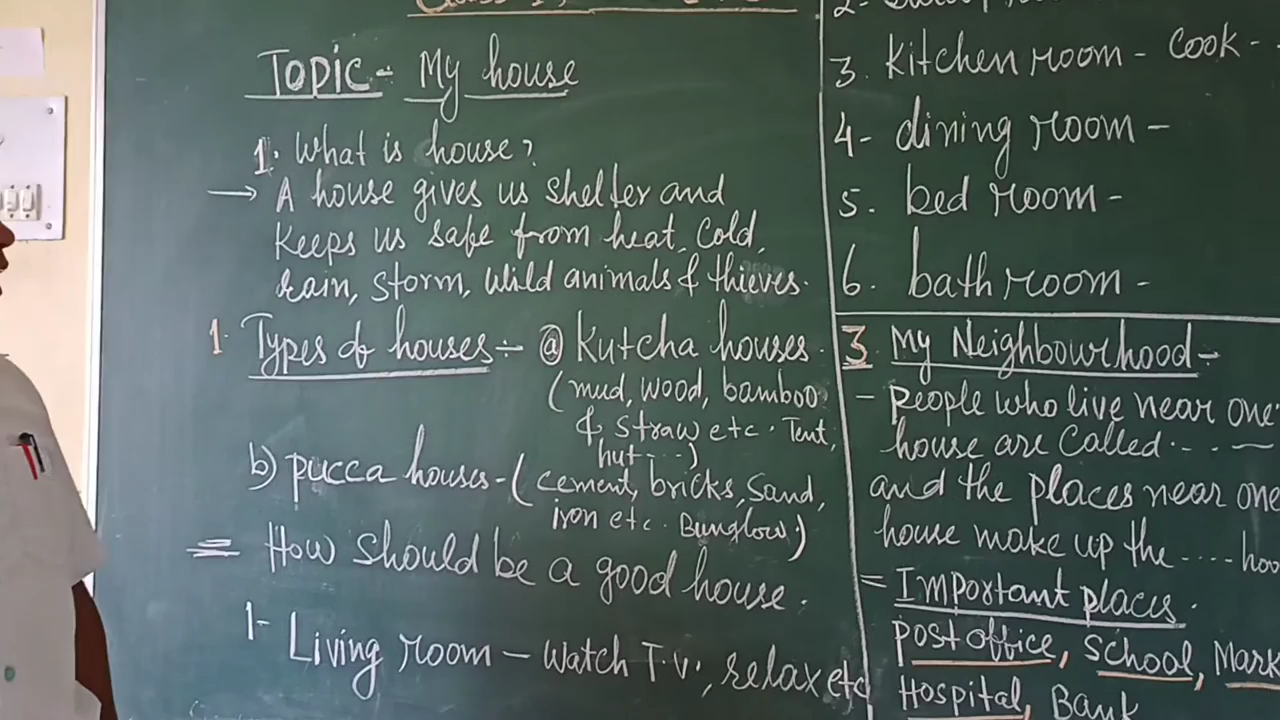 Topic - My house
1. What is house?
→ A house gives us shelter and
keeps us safe from heat, cold,
rain, storm, wild animals & thieves.
1. Types of houses :- @ Kutcha houses.
(mud, wood, bamboo
& straw etc. Tent,
hut ---)
b) pucca houses - (cement, bricks, sand,
iron etc. Bunglow)
= How should be a good house.
1- Living room - watch T.V., relax etc
3. Kitchen room - Cook -
4- dining room -
5. bed room -
6. bath room -
3. My Neighbourhood :-
- People who live near one
house are called. . . —
and the places near one
house make up the .... hoo
= Important places.
post office, School, Mark
Hospital, Bank